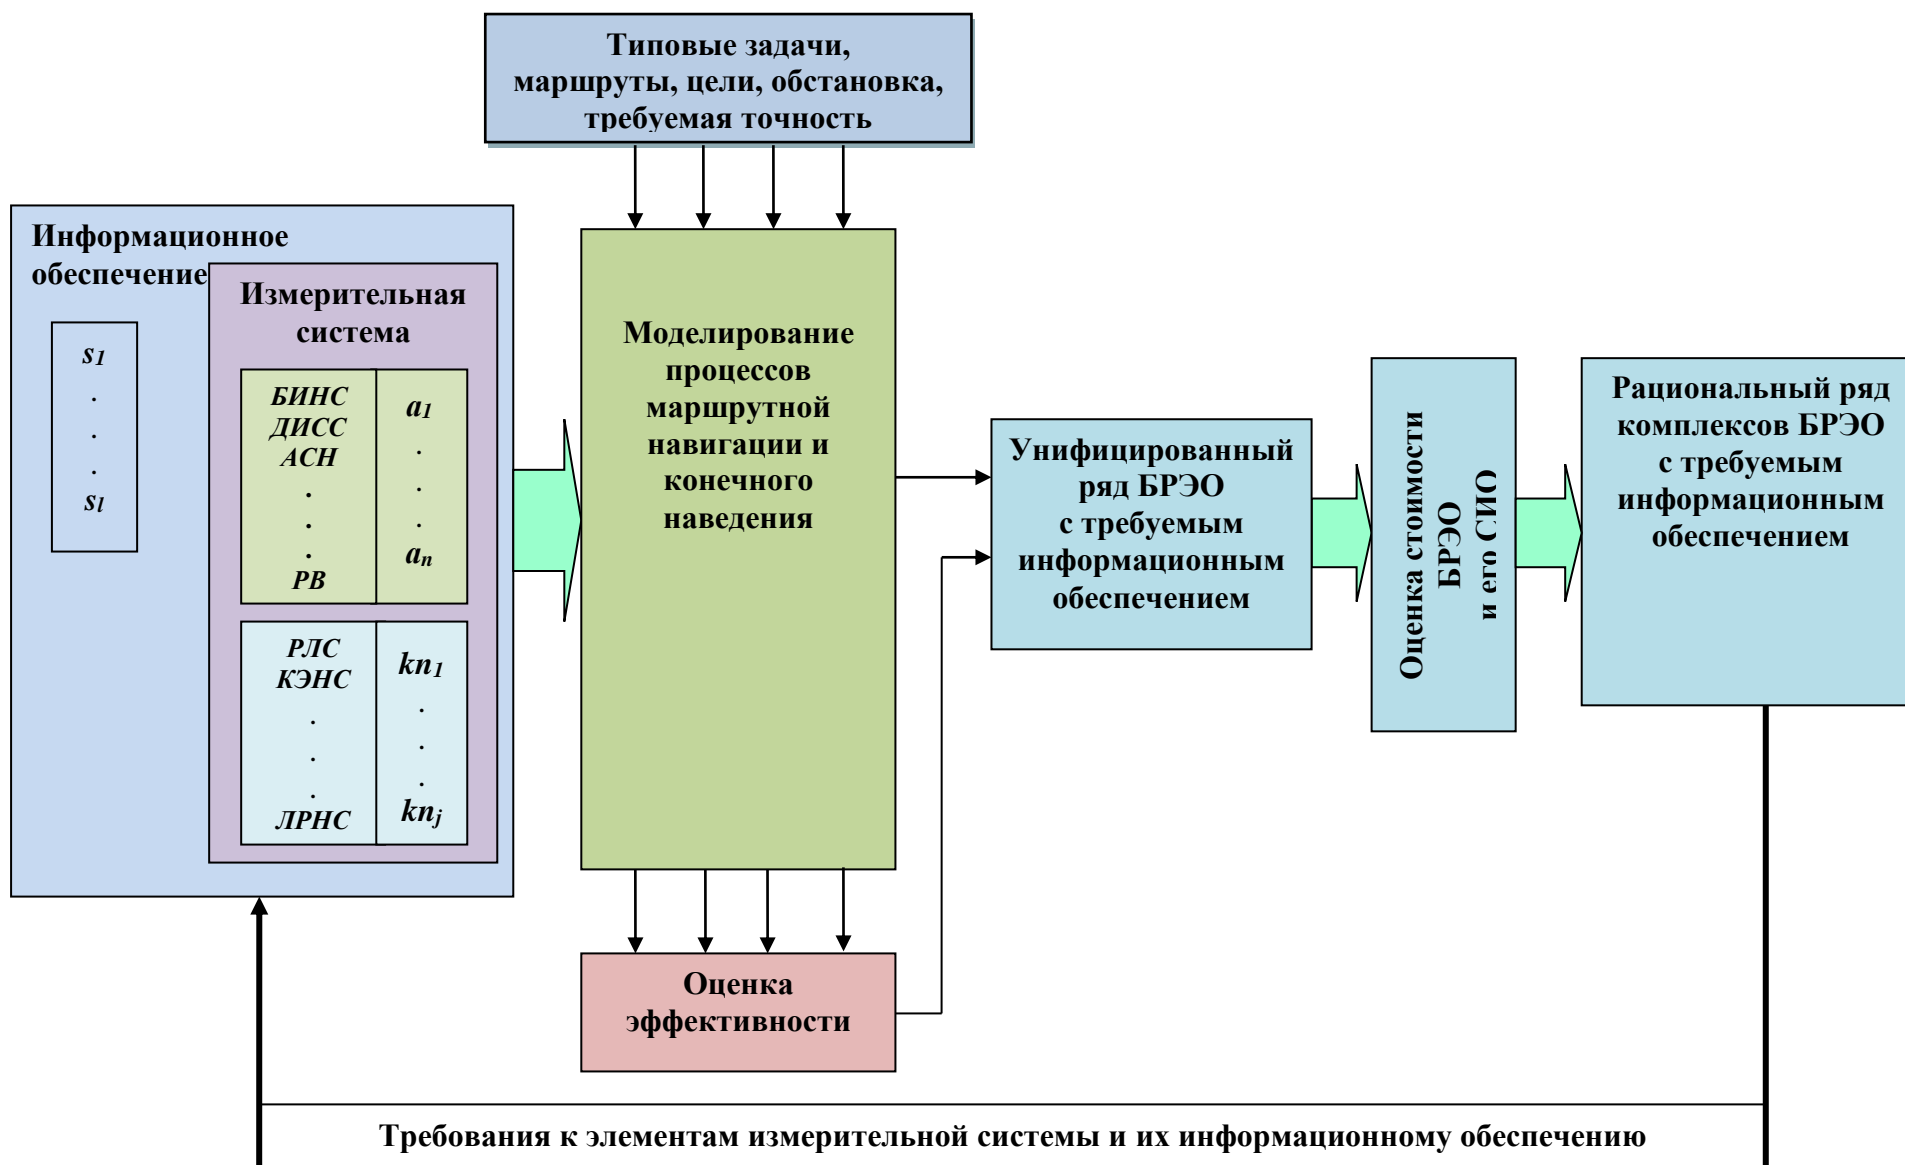 Типовые задачи,
маршруты, цели, обстановка,
требуемая точность
Информационное
обеспечение
s1
.
.
.
sl
Измерительная
система
БИНС
ДИСС
АСН
.
.
.
РВ
a1
.
.
.
an
РЛС
КЭНС
.
.
.
ЛРНС
kn1
.
.
.
knj
Моделирование
процессов
маршрутной
навигации и
конечного
наведения
Оценка
эффективности
Унифицированный
ряд БРЭО
с требуемым
информационным
обеспечением
Оценка стоимости
БРЭО
и его СИО
Рациональный ряд
комплексов БРЭО
с требуемым
информационным
обеспечением
Требования к элементам измерительной системы и их информационному обеспечению